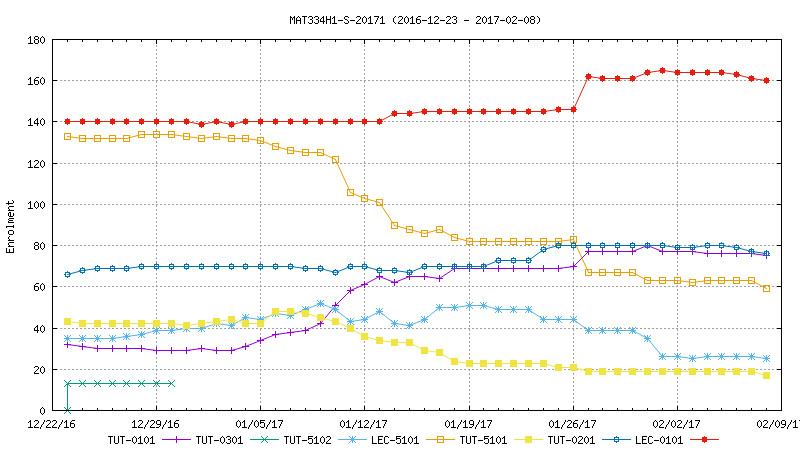 MAT334H1-S-20171 (2016-12-23 - 2017-02-08)
180
160
140
120
100
80
60
40
20
0
Enrolment
12/22/16 12/29/16 01/05/17 01/12/17 01/19/17 01/26/17 02/02/17 02/09/17
TUT-0101 TUT-0301 TUT-5102 LEC-5101 TUT-5101 TUT-0201 LEC-0101